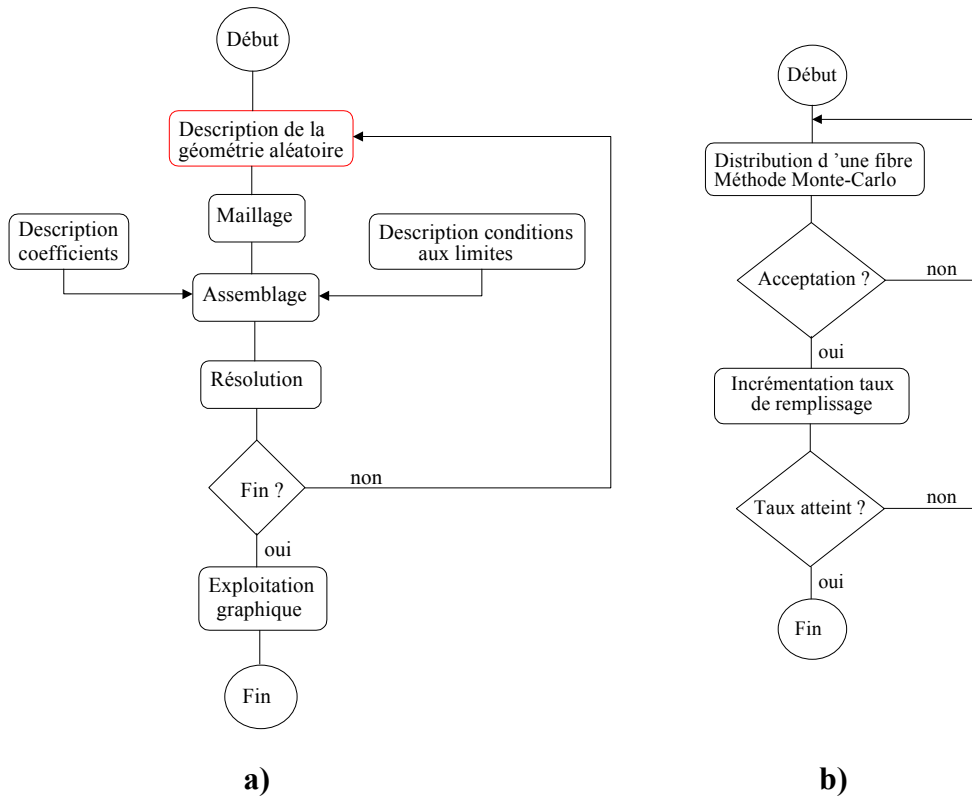 Début
Description de la
géométrie aléatoire
Maillage
Description
coefficients
Description conditions
aux limites
Assemblage
Résolution
Fin ?
non
oui
Exploitation
graphique
Fin
a)
Début
Distribution d ’une fibre
Méthode Monte-Carlo
Acceptation ?
non
oui
Incrémentation taux
de remplissage
Taux atteint ?
non
oui
Fin
b)